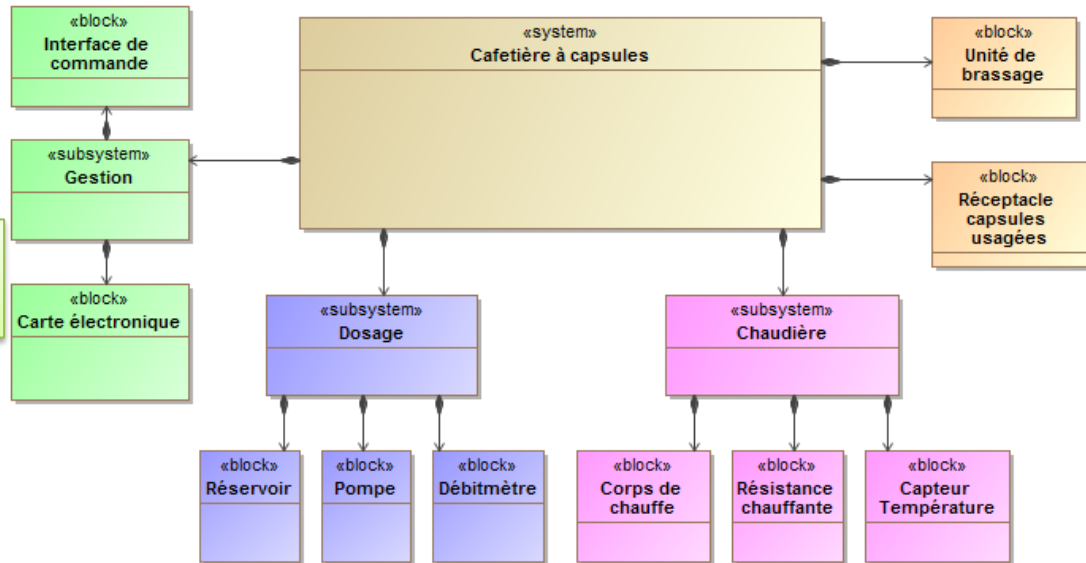 «block»
Interface de
commande
«system»
Cafetière à capsules
«block»
Unité de
brassage
«subsystem»
Gestion
«block»
Réceptacle
capsules
usagées
«block»
Carte électronique
«subsystem»
Dosage
«subsystem»
Chaudière
«block»
Réservoir
«block»
Pompe
«block»
Débitmètre
«block»
Corps de
chauffe
«block»
Résistance
chauffante
«block»
Capteur
Température